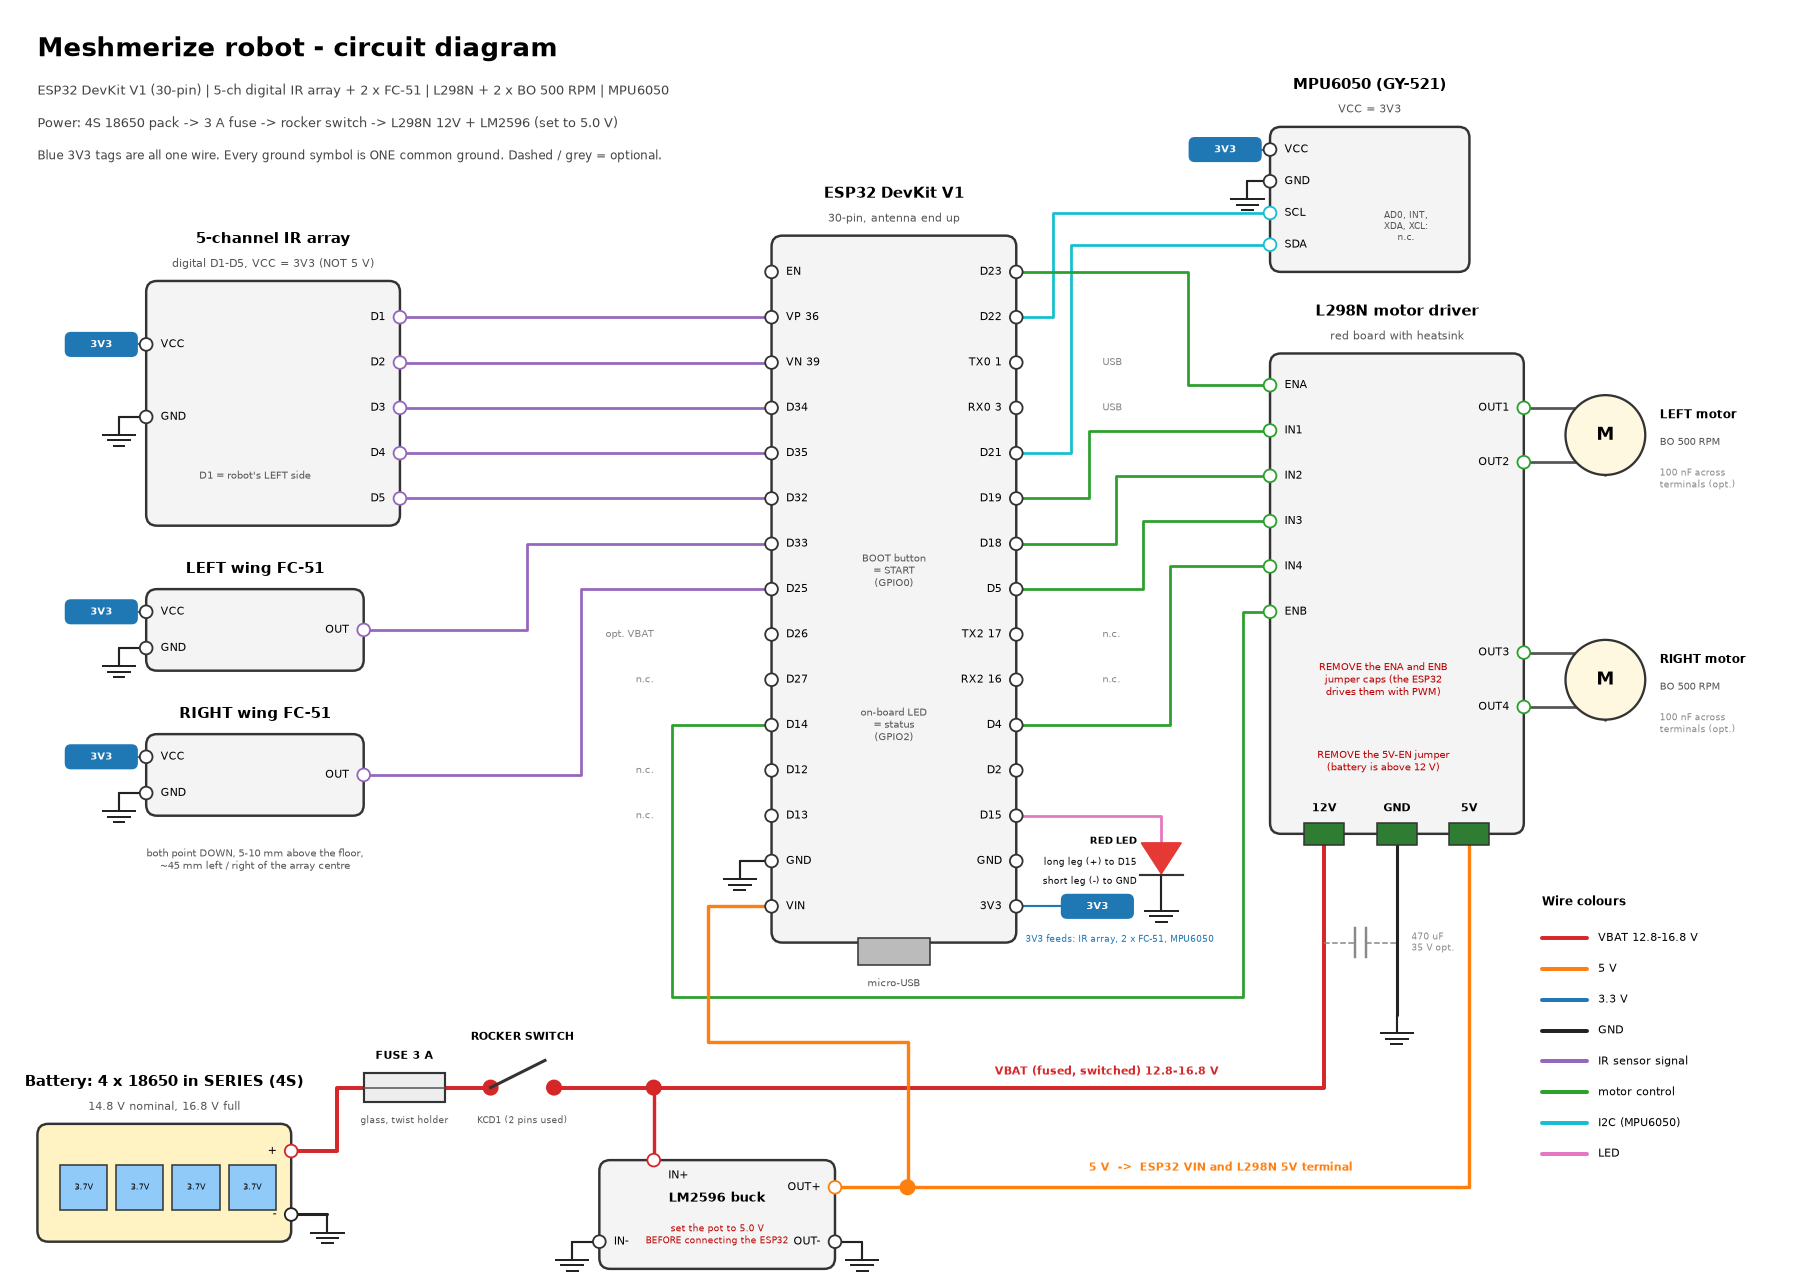 Meshmerize robot - circuit diagram
ESP32 DevKit V1 (30-pin) | 5-ch digital IR array + 2 x FC-51 | L298N + 2 x BO 500 RPM | MPU6050
Power: 4S 18650 pack -> 3 A fuse -> rocker switch -> L298N 12V + LM2596 (set to 5.0 V)
Blue 3V3 tags are all one wire. Every ground symbol is ONE common ground. Dashed / grey = optional.
MPU6050 (GY-521)
VCC = 3V3
3V3
VCC
GND
SCL
SDA
AD0, INT,
XDA, XCL:
n.c.
5-channel IR array
digital D1-D5, VCC = 3V3 (NOT 5 V)
3V3
VCC
GND
D1
D2
D3
D4
D5
D1 = robot's LEFT side
LEFT wing FC-51
3V3
VCC
GND
OUT
RIGHT wing FC-51
3V3
VCC
GND
OUT
both point DOWN, 5-10 mm above the floor,
~45 mm left / right of the array centre
ESP32 DevKit V1
30-pin, antenna end up
EN
VP 36
VN 39
D34
D35
D32
D33
D25
D26
D27
D14
D12
D13
GND
VIN
opt. VBAT
n.c.
n.c.
n.c.
BOOT button
= START
(GPIO0)
on-board LED
= status
(GPIO2)
D23
D22
TX0 1
RX0 3
D21
D19
D18
D5
TX2 17
RX2 16
D4
D2
D15
GND
3V3
USB
USB
n.c.
n.c.
micro-USB
RED LED
long leg (+) to D15
short leg (-) to GND
3V3
3V3 feeds: IR array, 2 x FC-51, MPU6050
L298N motor driver
red board with heatsink
ENA
IN1
IN2
IN3
IN4
ENB
OUT1
OUT2
OUT3
OUT4
REMOVE the ENA and ENB
jumper caps (the ESP32
drives them with PWM)
REMOVE the 5V-EN jumper
(battery is above 12 V)
12V
GND
5V
M
LEFT motor
BO 500 RPM
100 nF across
terminals (opt.)
M
RIGHT motor
BO 500 RPM
100 nF across
terminals (opt.)
470 uF
35 V opt.
Wire colours
VBAT 12.8-16.8 V
5 V
3.3 V
GND
IR sensor signal
motor control
I2C (MPU6050)
LED
Battery: 4 x 18650 in SERIES (4S)
14.8 V nominal, 16.8 V full
3.7V
3.7V
3.7V
3.7V
+
-
FUSE 3 A
glass, twist holder
ROCKER SWITCH
KCD1 (2 pins used)
VBAT (fused, switched) 12.8-16.8 V
5 V -> ESP32 VIN and L298N 5V terminal
IN+
OUT+
LM2596 buck
set the pot to 5.0 V
BEFORE connecting the ESP32
IN-
OUT-